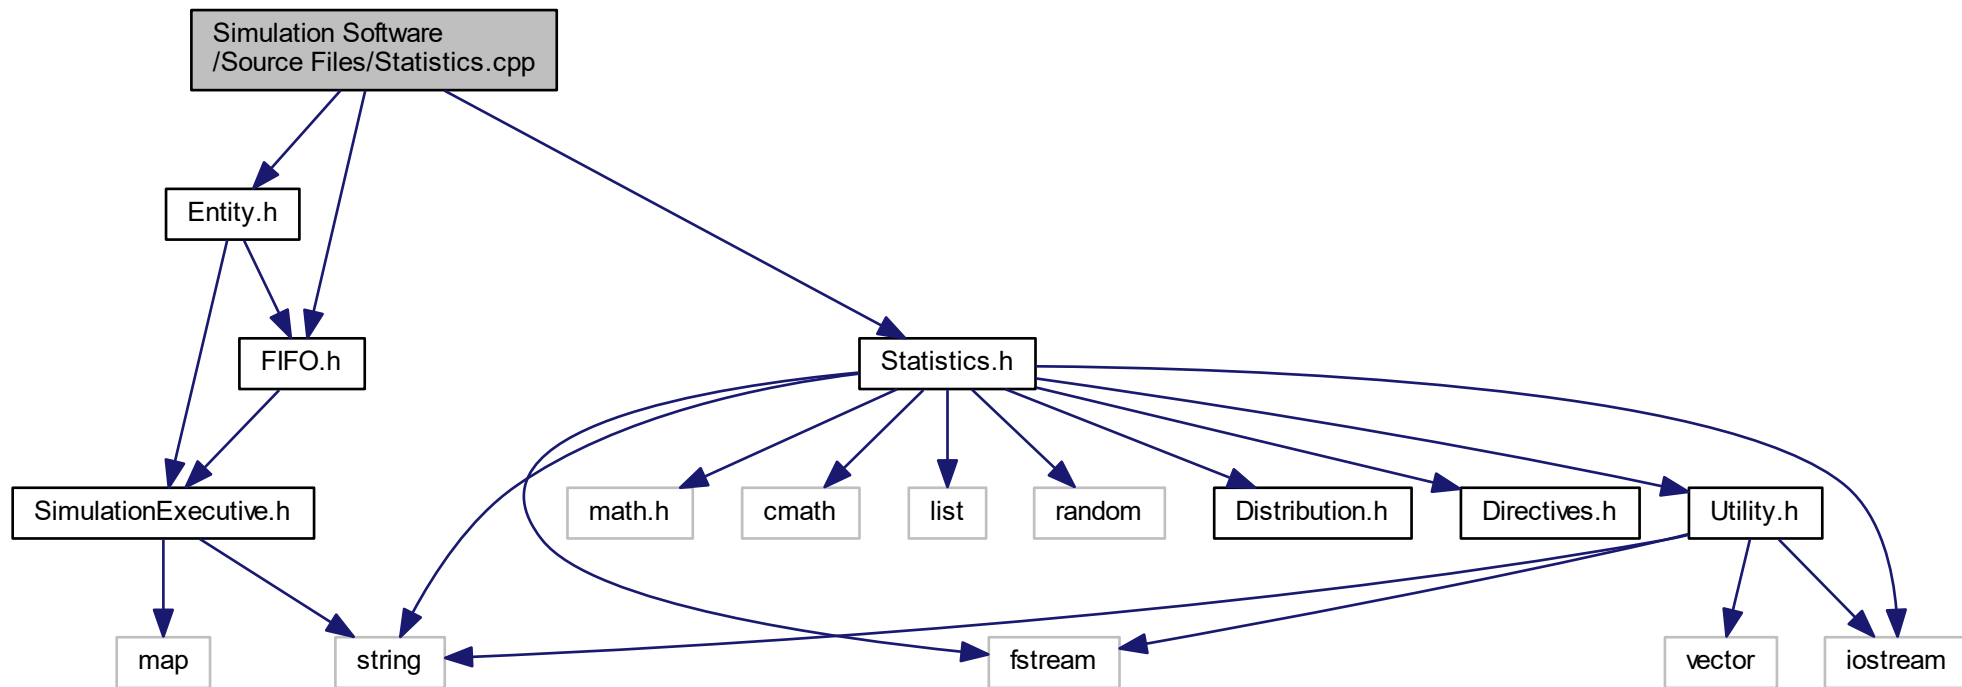 Simulation Software
/Source Files/Statistics.cpp
Entity.h
FIFO.h
Statistics.h
SimulationExecutive.h
math.h
cmath
list
random
Distribution.h
Directives.h
Utility.h
map
string
fstream
vector
iostream